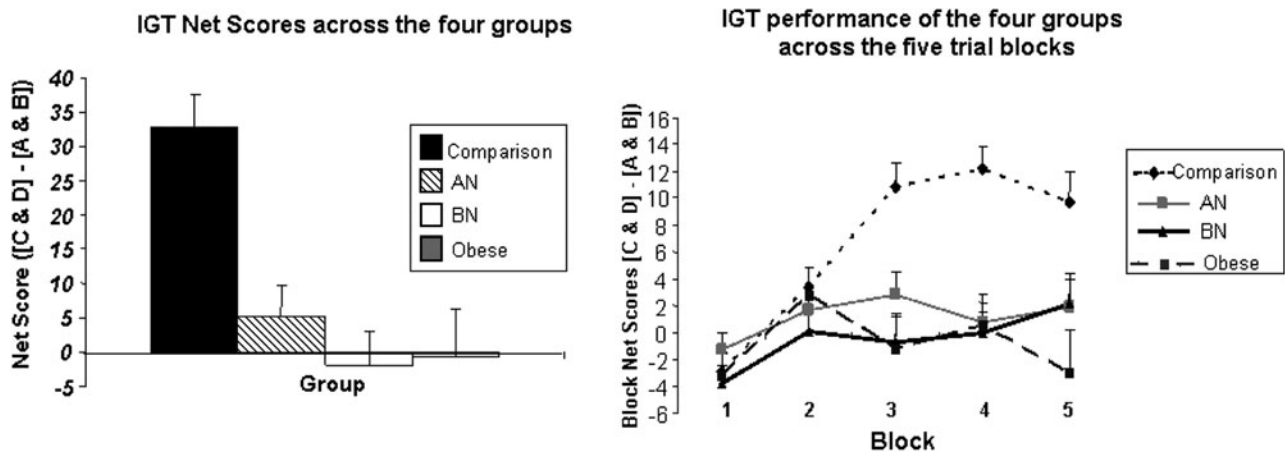 IGT Net Scores across the four groups
Net Score ([C & D] - [A & B])
40
35
30
25
20
15
10
5
0
-5
Group
Comparison
AN
BN
Obese
IGT performance of the four groups
across the five trial blocks
Block Net Scores [C & D] - [A & B])
16
14
12
10
8
6
4
2
0
-2
-4
-6
1 2 3 4 5
Block
Comparison
AN
BN
Obese